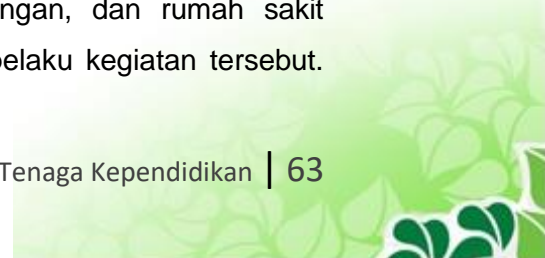 ngan, dan rumah sakit
pelaku kegiatan tersebut.
Tenaga Kependidikan | 63